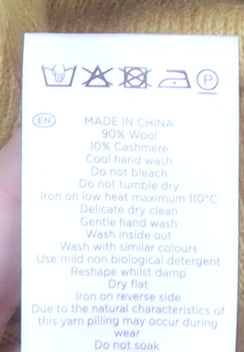 P
EN
MADE IN CHINA
90% Wool
10% Cashmere
Cool hand wash
Do not bleach
Do not tumble dry
Iron on low heat maximum 110°C
Delicate dry clean
Gentle hand wash
Wash inside out
Wash with similar colours
Use mild non biological detergent
Reshape whilst damp
Dry flat
Iron on reverse side
Due to the natural characteristics of
this yarn pilling may occur during
wear
Do not soak